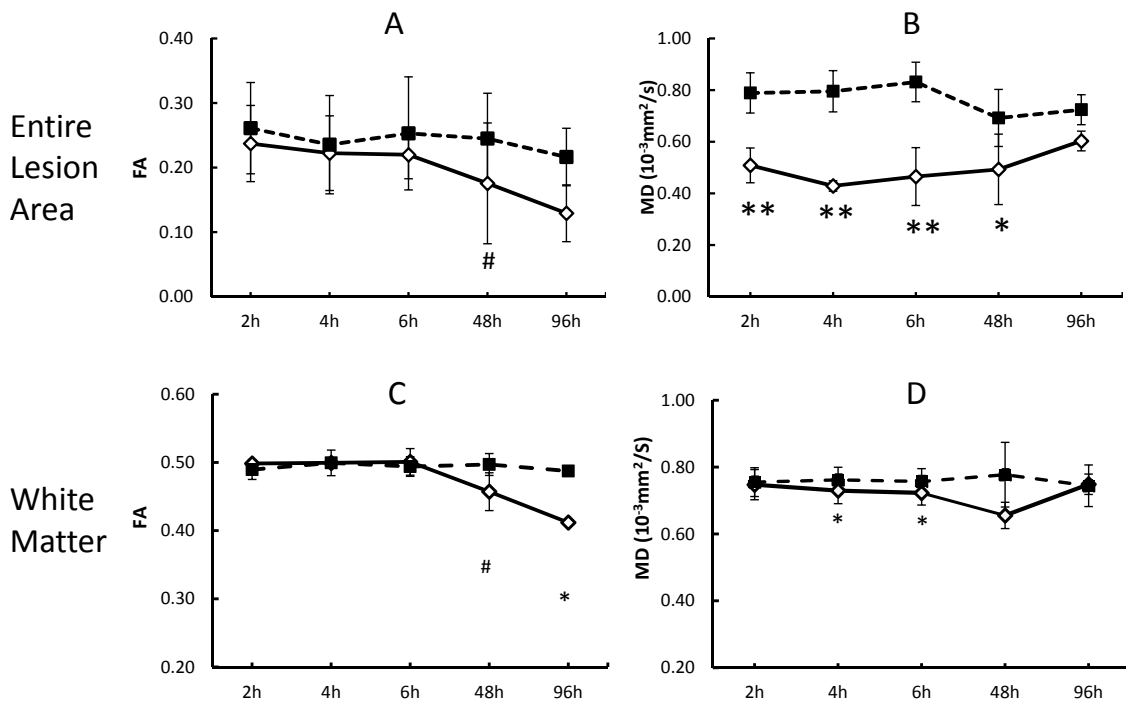 A
0.40
0.30
0.20
0.10
0.00
FA
#
2h 4h 6h 48h 96h
B
1.00
0.80
0.60
0.40
0.20
0.00
MD (10⁻³mm²/s)
** ** ** *
2h 4h 6h 48h 96h
Entire
Lesion
Area
C
0.60
0.50
0.40
0.30
0.20
FA
# *
2h 4h 6h 48h 96h
D
1.00
0.80
0.60
0.40
0.20
MD (10⁻³mm²/S)
* *
2h 4h 6h 48h 96h
White
Matter